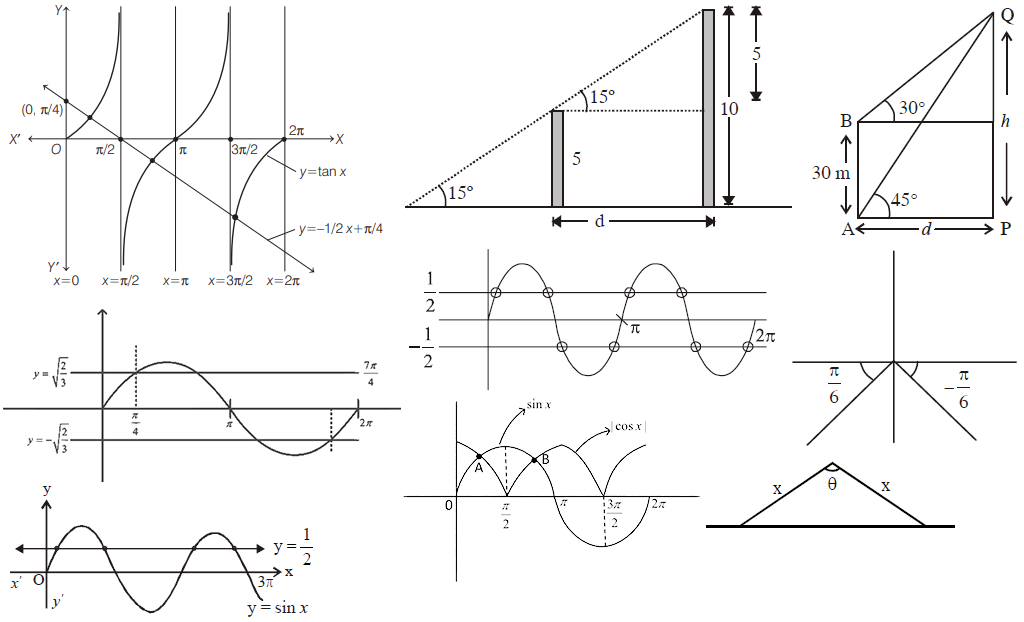 Y
(0, π/4)
X′
O
π/2
π
3π/2
2π
X
y=tan x
y=−1/2 x+π/4
Y′
x=0
x=π/2
x=π
x=3π/2
x=2π
15°
15°
5
5
10
d
Q
B
30°
h
30 m
45°
A
d
P
y=√(2/3)
7π/4
π/4
π
2π
y=−√(2/3)
1/2
π
−1/2
2π
π/6
−π/6
sin x
|cos x|
A
B
0
π/2
π
3π/2
2π
x
θ
x
y
y = 1/2
x′
O
3π
x
y′
y = sin x